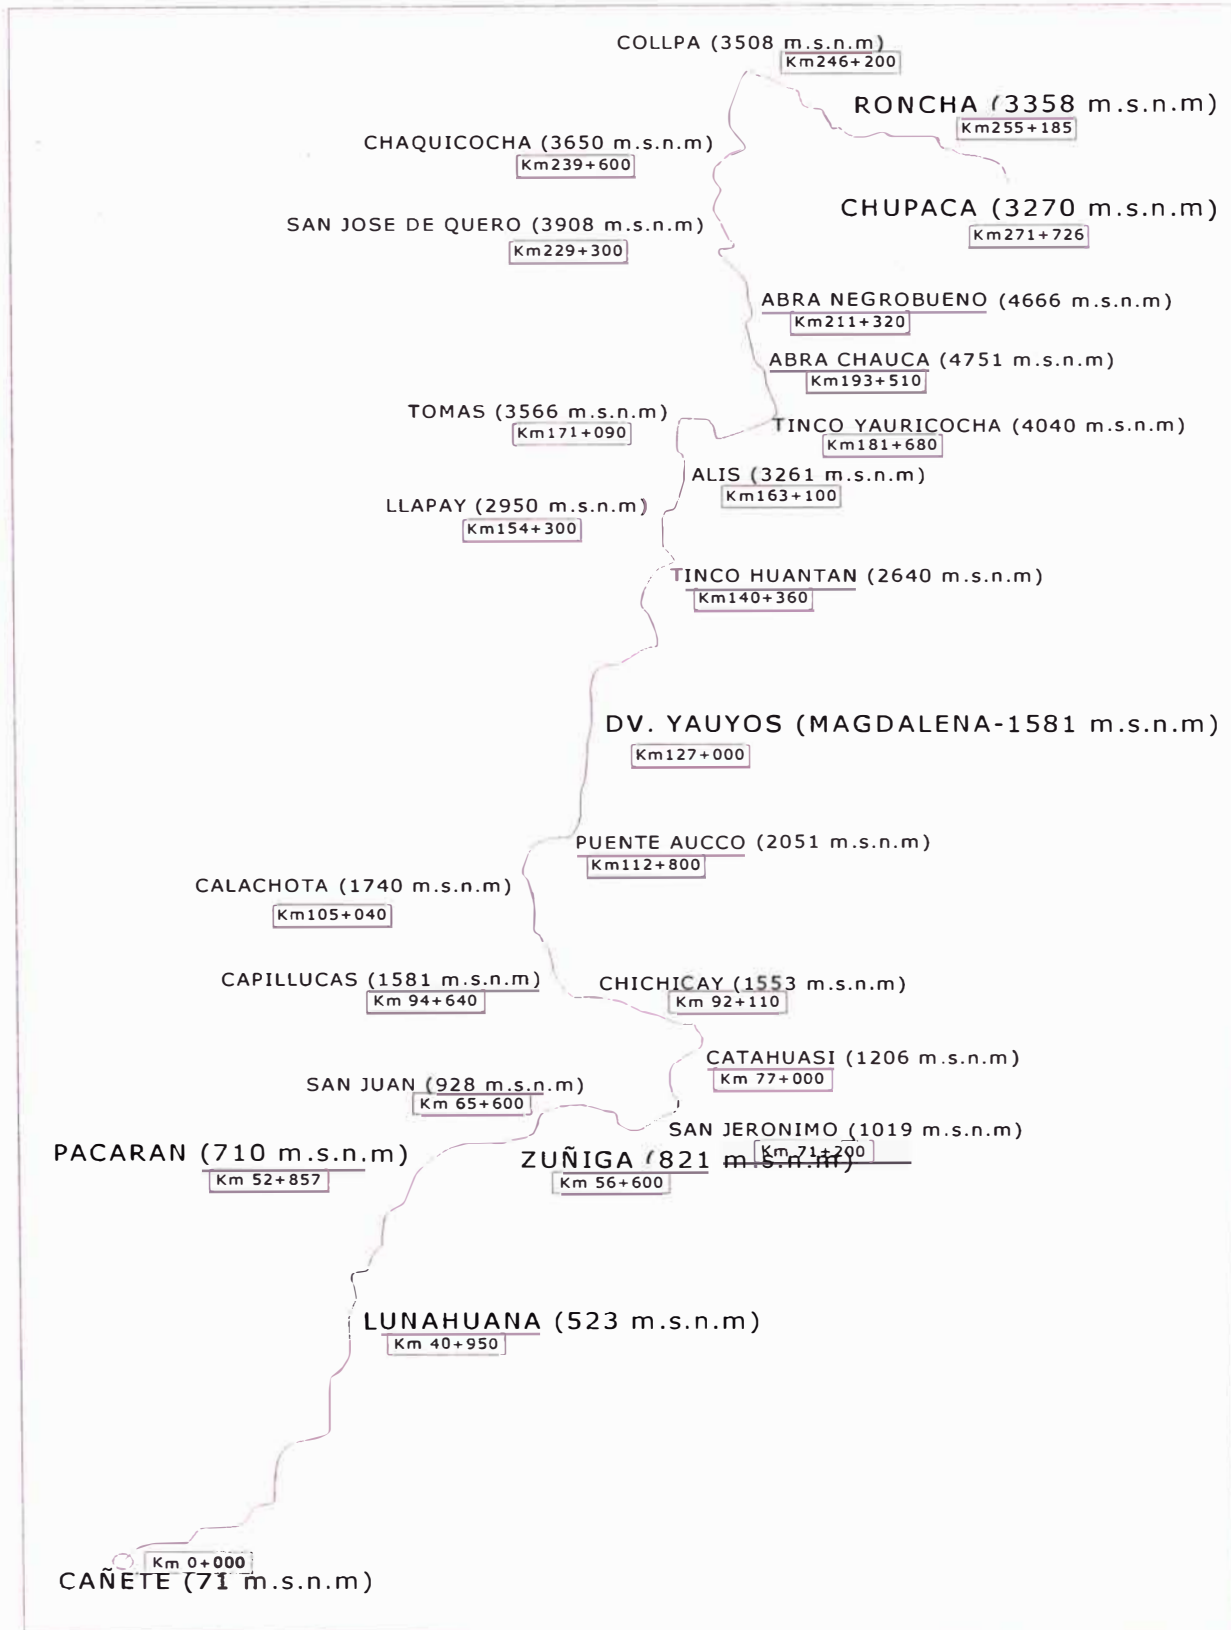 COLLPA (3508 m.s.n.m)
Km246+200
RONCHA (3358 m.s.n.m)
Km255+185
CHAQUICOCHA (3650 m.s.n.m)
Km239+600
CHUPACA (3270 m.s.n.m)
Km271+726
SAN JOSE DE QUERO (3908 m.s.n.m)
Km229+300
ABRA NEGROBUENO (4666 m.s.n.m)
Km211+320
ABRA CHAUCA (4751 m.s.n.m)
Km193+510
TOMAS (3566 m.s.n.m)
Km171+090
TINCO YAURICOCHA (4040 m.s.n.m)
Km181+680
ALIS (3261 m.s.n.m)
Km163+100
LLAPAY (2950 m.s.n.m)
Km154+300
TINCO HUANTAN (2640 m.s.n.m)
Km140+360
DV. YAUYOS (MAGDALENA-1581 m.s.n.m)
Km127+000
PUENTE AUCCO (2051 m.s.n.m)
Km112+800
CALACHOTA (1740 m.s.n.m)
Km105+040
CAPILLUCAS (1581 m.s.n.m)
Km 94+640
CHICHICAY (1553 m.s.n.m)
Km 92+110
CATAHUASI (1206 m.s.n.m)
Km 77+000
SAN JUAN (928 m.s.n.m)
Km 65+600
SAN JERONIMO (1019 m.s.n.m)
Km 71+200
PACARAN (710 m.s.n.m)
Km 52+857
ZUÑIGA (821 m.s.n.m)
Km 56+600
LUNAHUANA (523 m.s.n.m)
Km 40+950
Km 0+000
CAÑETE (71 m.s.n.m)